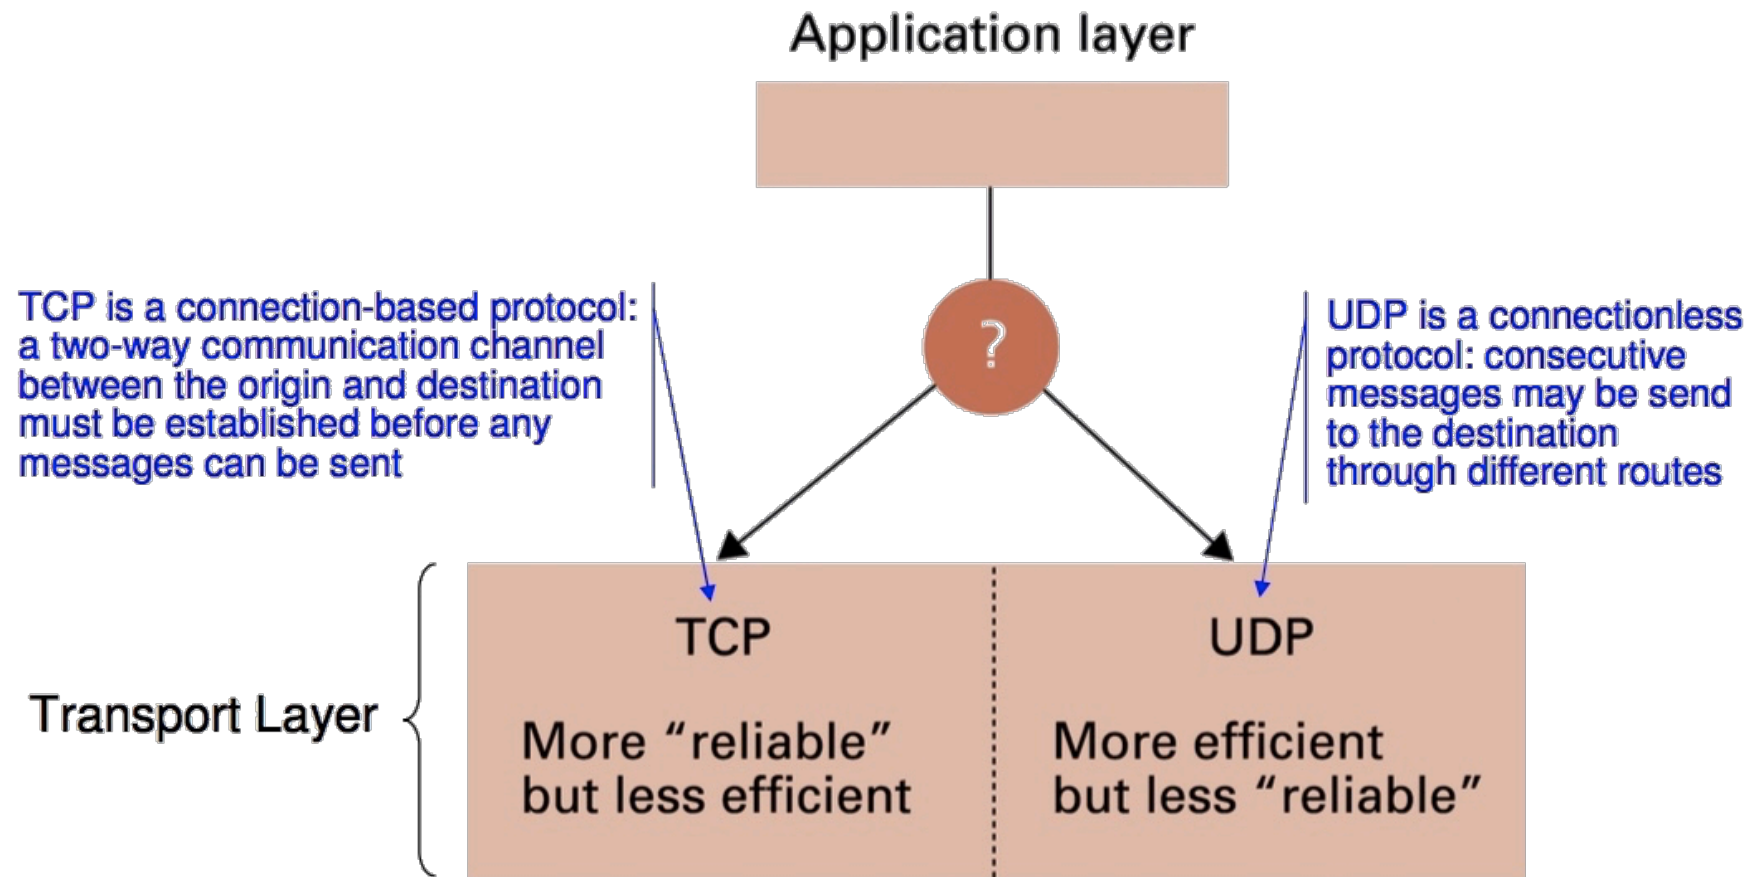 Application layer
?
TCP is a connection-based protocol:
a two-way communication channel
between the origin and destination
must be established before any
messages can be sent
UDP is a connectionless
protocol: consecutive
messages may be send
to the destination
through different routes
Transport Layer
TCP
More “reliable”
but less efficient
UDP
More efficient
but less “reliable”